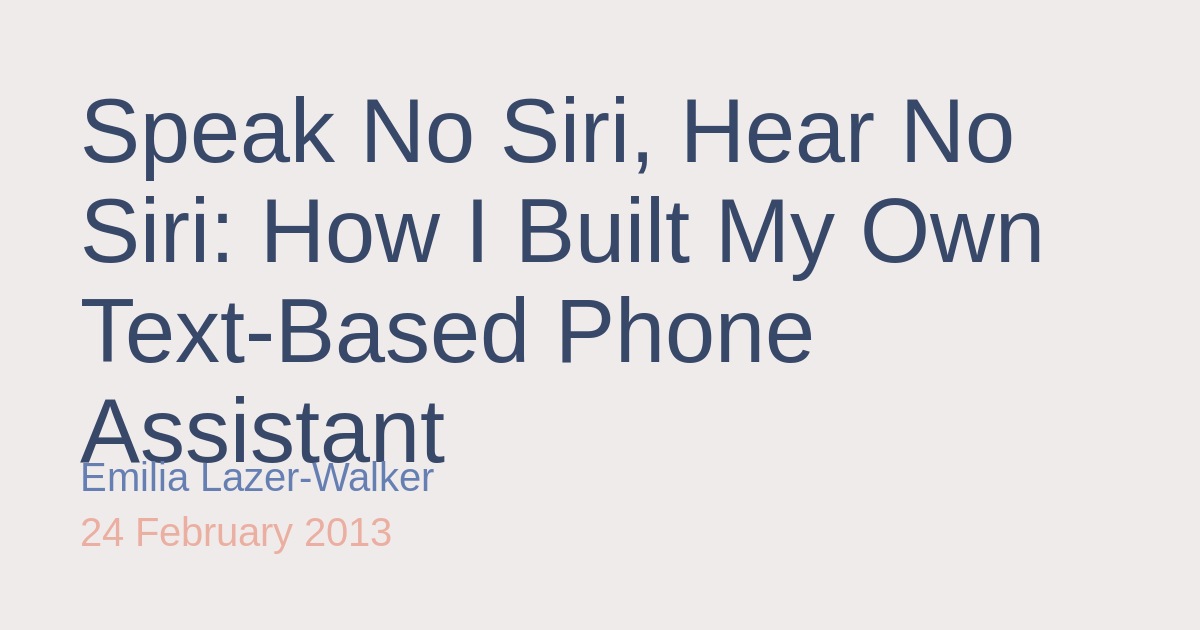 Speak No Siri, Hear No
Siri: How I Built My Own
Text-Based Phone
Assistant
Emilia Lazer-Walker
24 February 2013